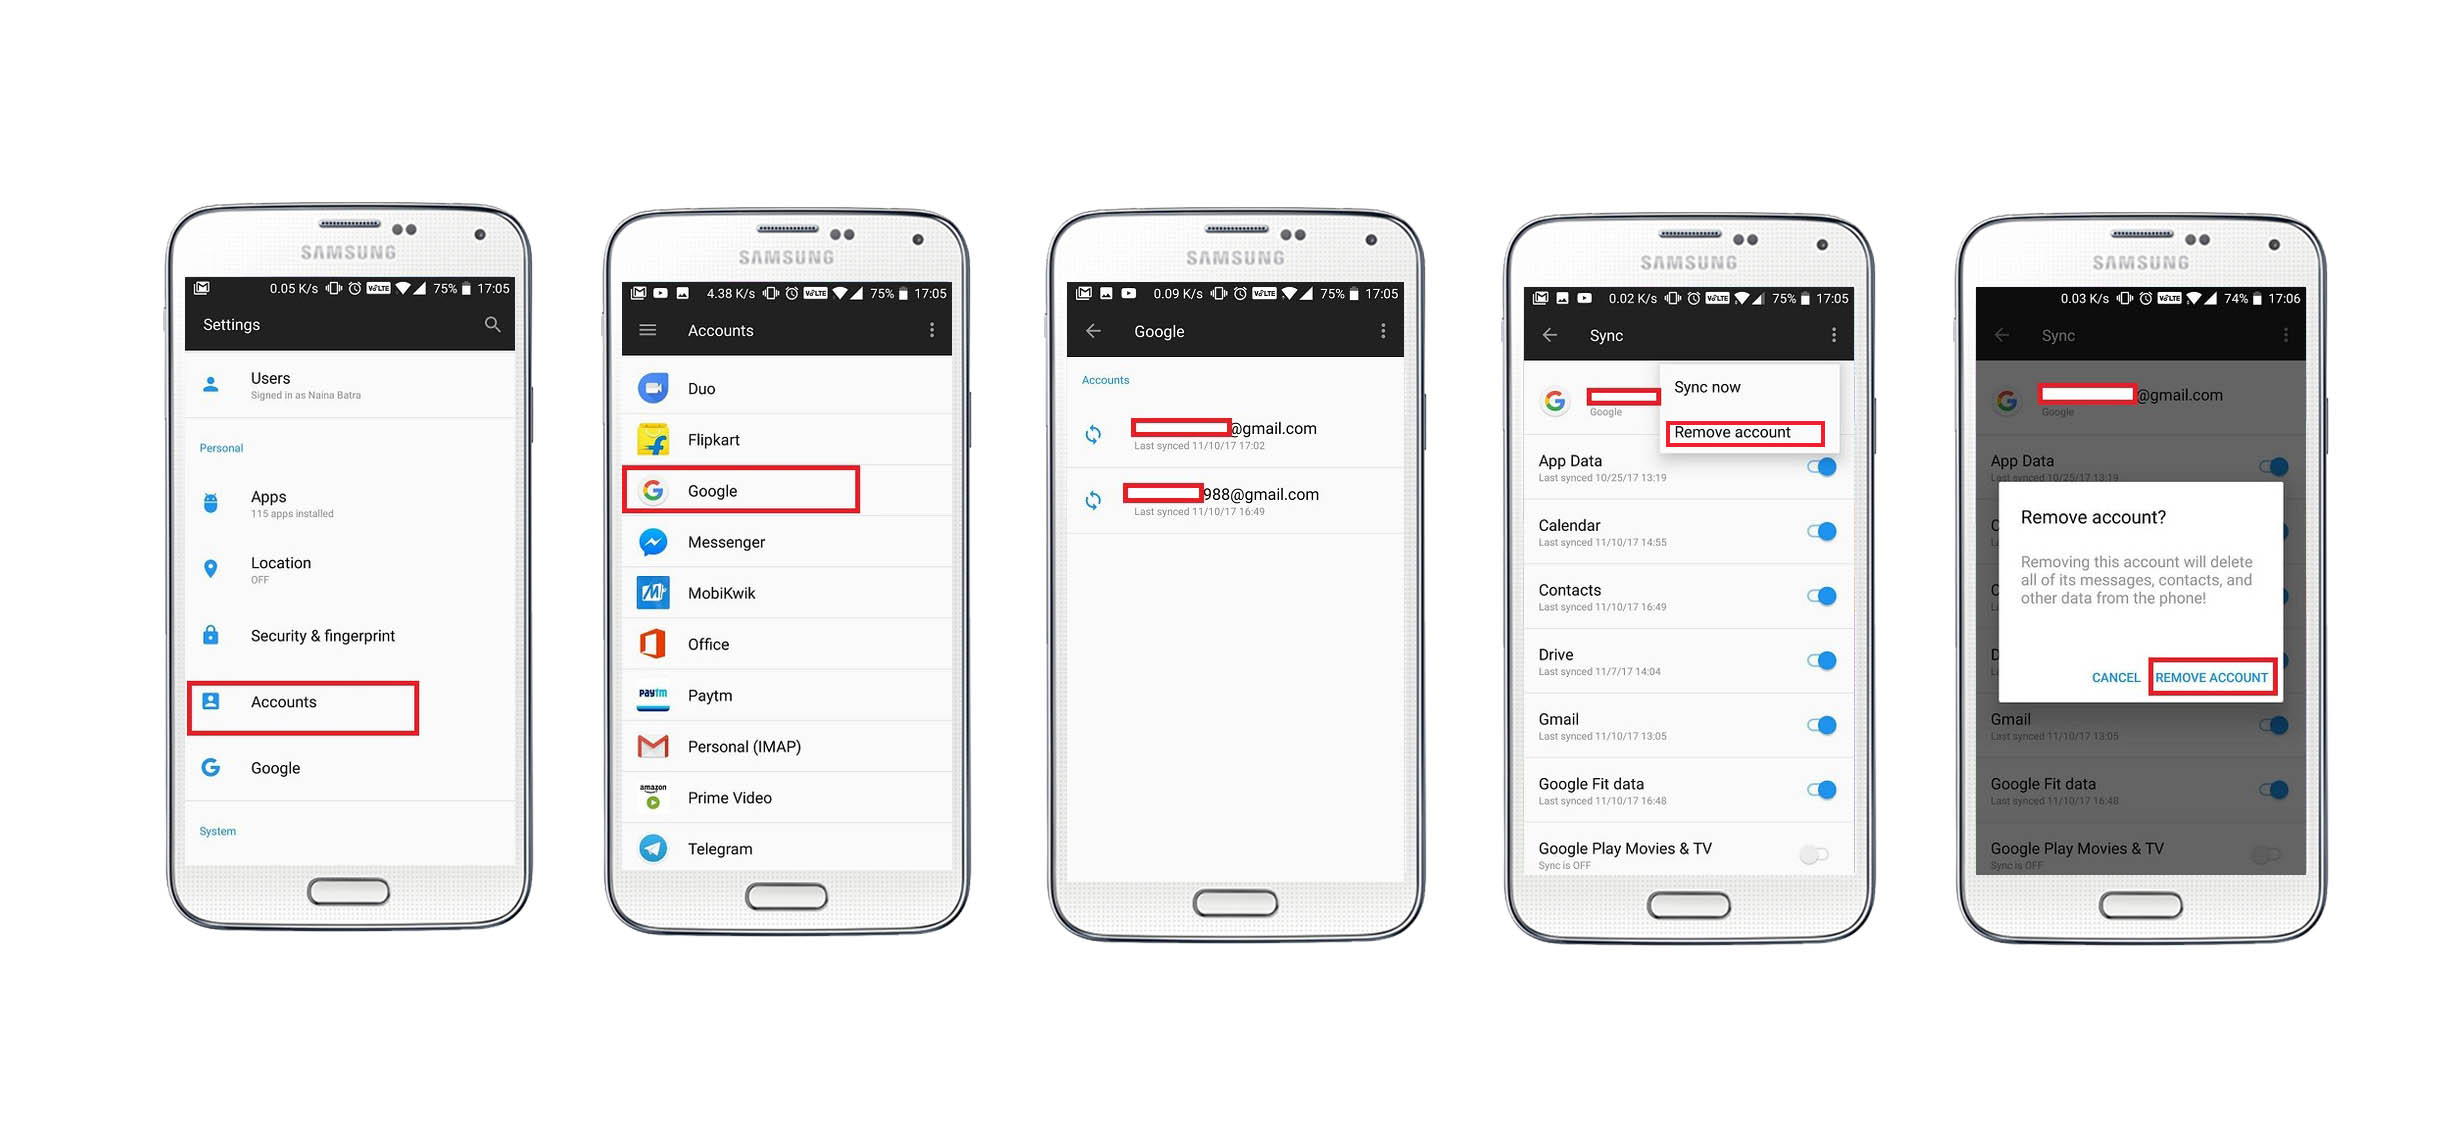 SAMSUNG
0.05 K/s VoLTE 75% 17:05
Settings
Users
Signed in as Naina Batra
Personal
Apps
115 apps installed
Location
OFF
Security & fingerprint
Accounts
Google
System
SAMSUNG
4.38 K/s VoLTE 75% 17:05
Accounts
Duo
Flipkart
Google
Messenger
MobiKwik
Office
Paytm
Paytm
Personal (IMAP)
amazon
Prime Video
Telegram
SAMSUNG
0.09 K/s VoLTE 75% 17:05
Google
Accounts
@gmail.com
Last synced 11/10/17 17:02
988@gmail.com
Last synced 11/10/17 16:49
SAMSUNG
0.02 K/s VoLTE 75% 17:05
Sync
Sync now
Google
Remove account
App Data
Last synced 10/25/17 13:19
Calendar
Last synced 11/10/17 14:55
Contacts
Last synced 11/10/17 16:49
Drive
Last synced 11/7/17 14:04
Gmail
Last synced 11/10/17 13:05
Google Fit data
Last synced 11/10/17 16:48
Google Play Movies & TV
Sync is OFF
SAMSUNG
0.03 K/s VoLTE 74% 17:06
Sync
@gmail.com
Google
App Data
Last synced 10/25/17 13:19
Remove account?
Removing this account will delete
all of its messages, contacts, and
other data from the phone!
CANCEL REMOVE ACCOUNT
Gmail
Last synced 11/10/17 13:05
Google Fit data
Last synced 11/10/17 16:48
Google Play Movies & TV
Sync is OFF